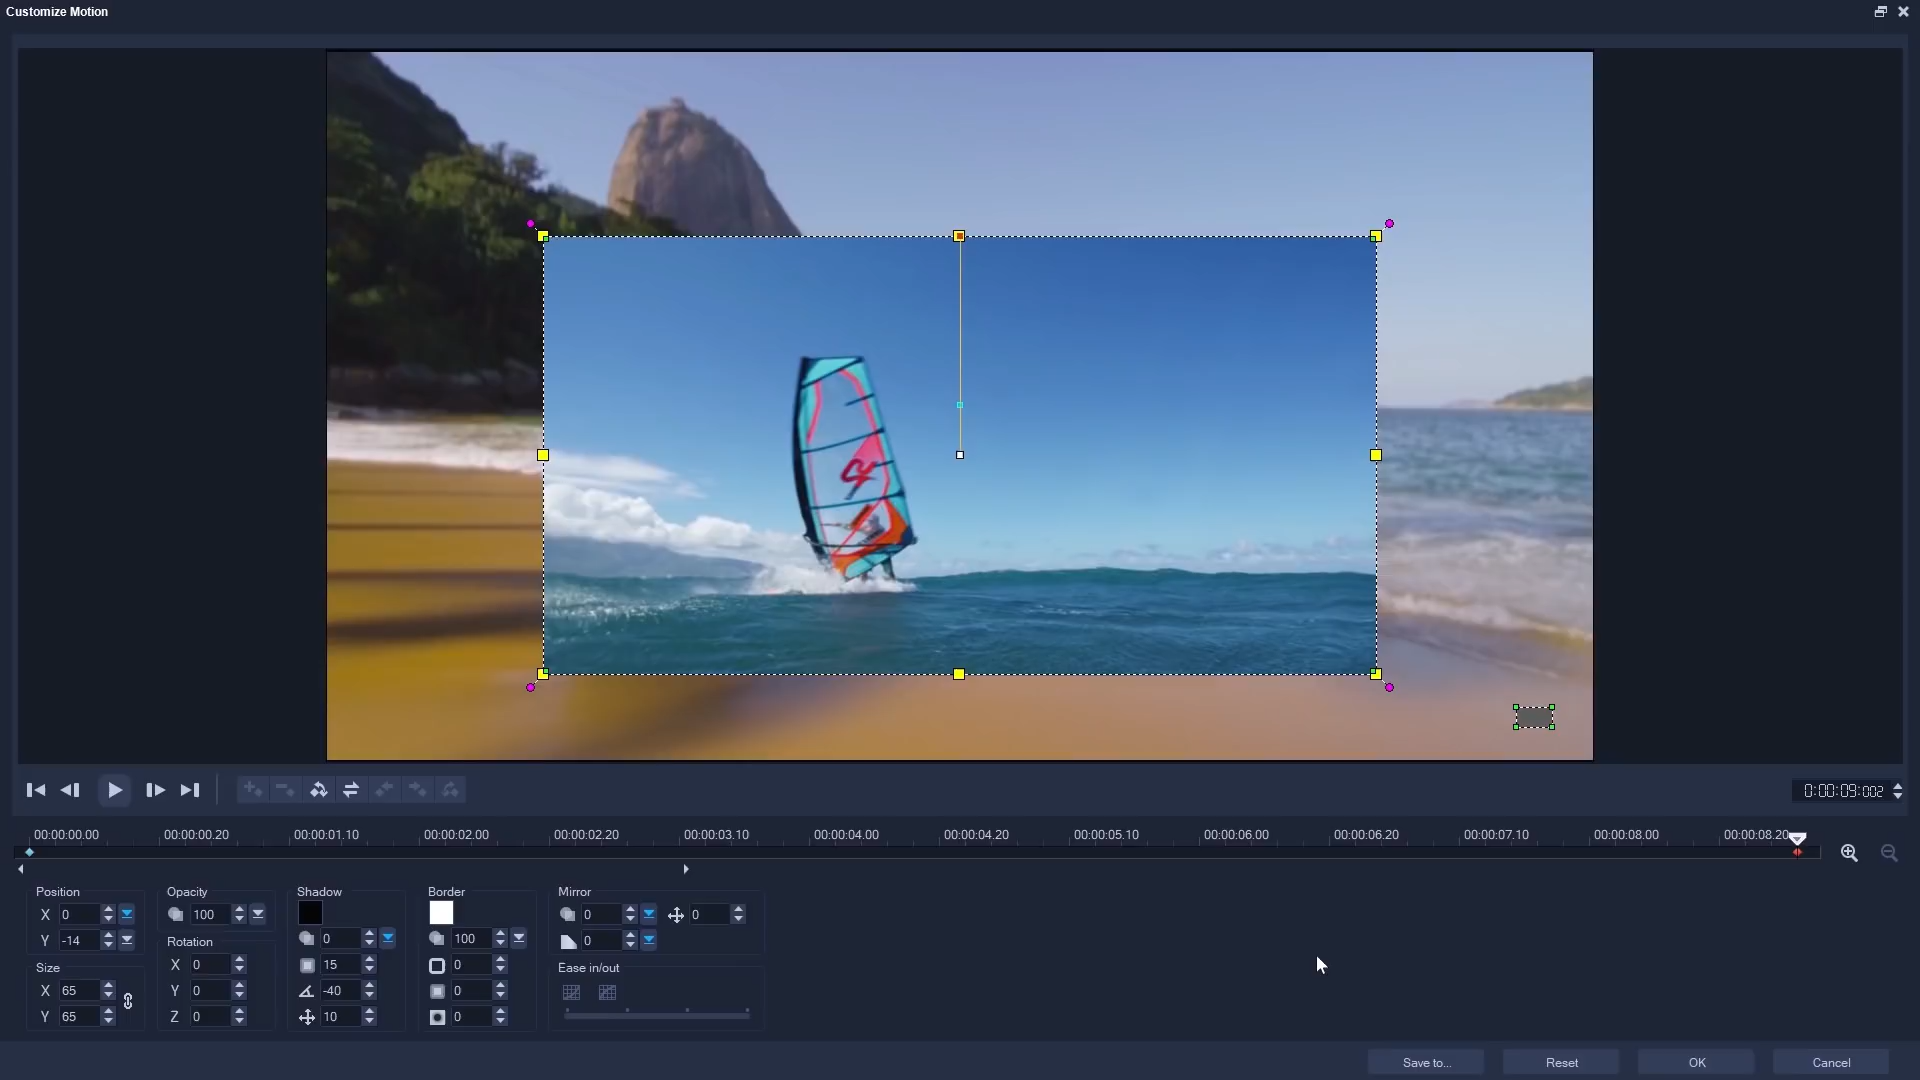 Customize Motion
0:00:09:002
00:00:00.00 00:00:00.20 00:00:01.10 00:00:02.00 00:00:02.20 00:00:03.10 00:00:04.00 00:00:04.20 00:00:05.10 00:00:06.00 00:00:06.20 00:00:07.10 00:00:08.00 00:00:08.20
Position
X 0
Y -14
Size
X 65
Y 65
Opacity
100
Rotation
X 0
Y 0
Z 0
Shadow
0
15
-40
10
Border
100
0
0
0
Mirror
0 0
0
Ease in/out
Save to... Reset OK Cancel